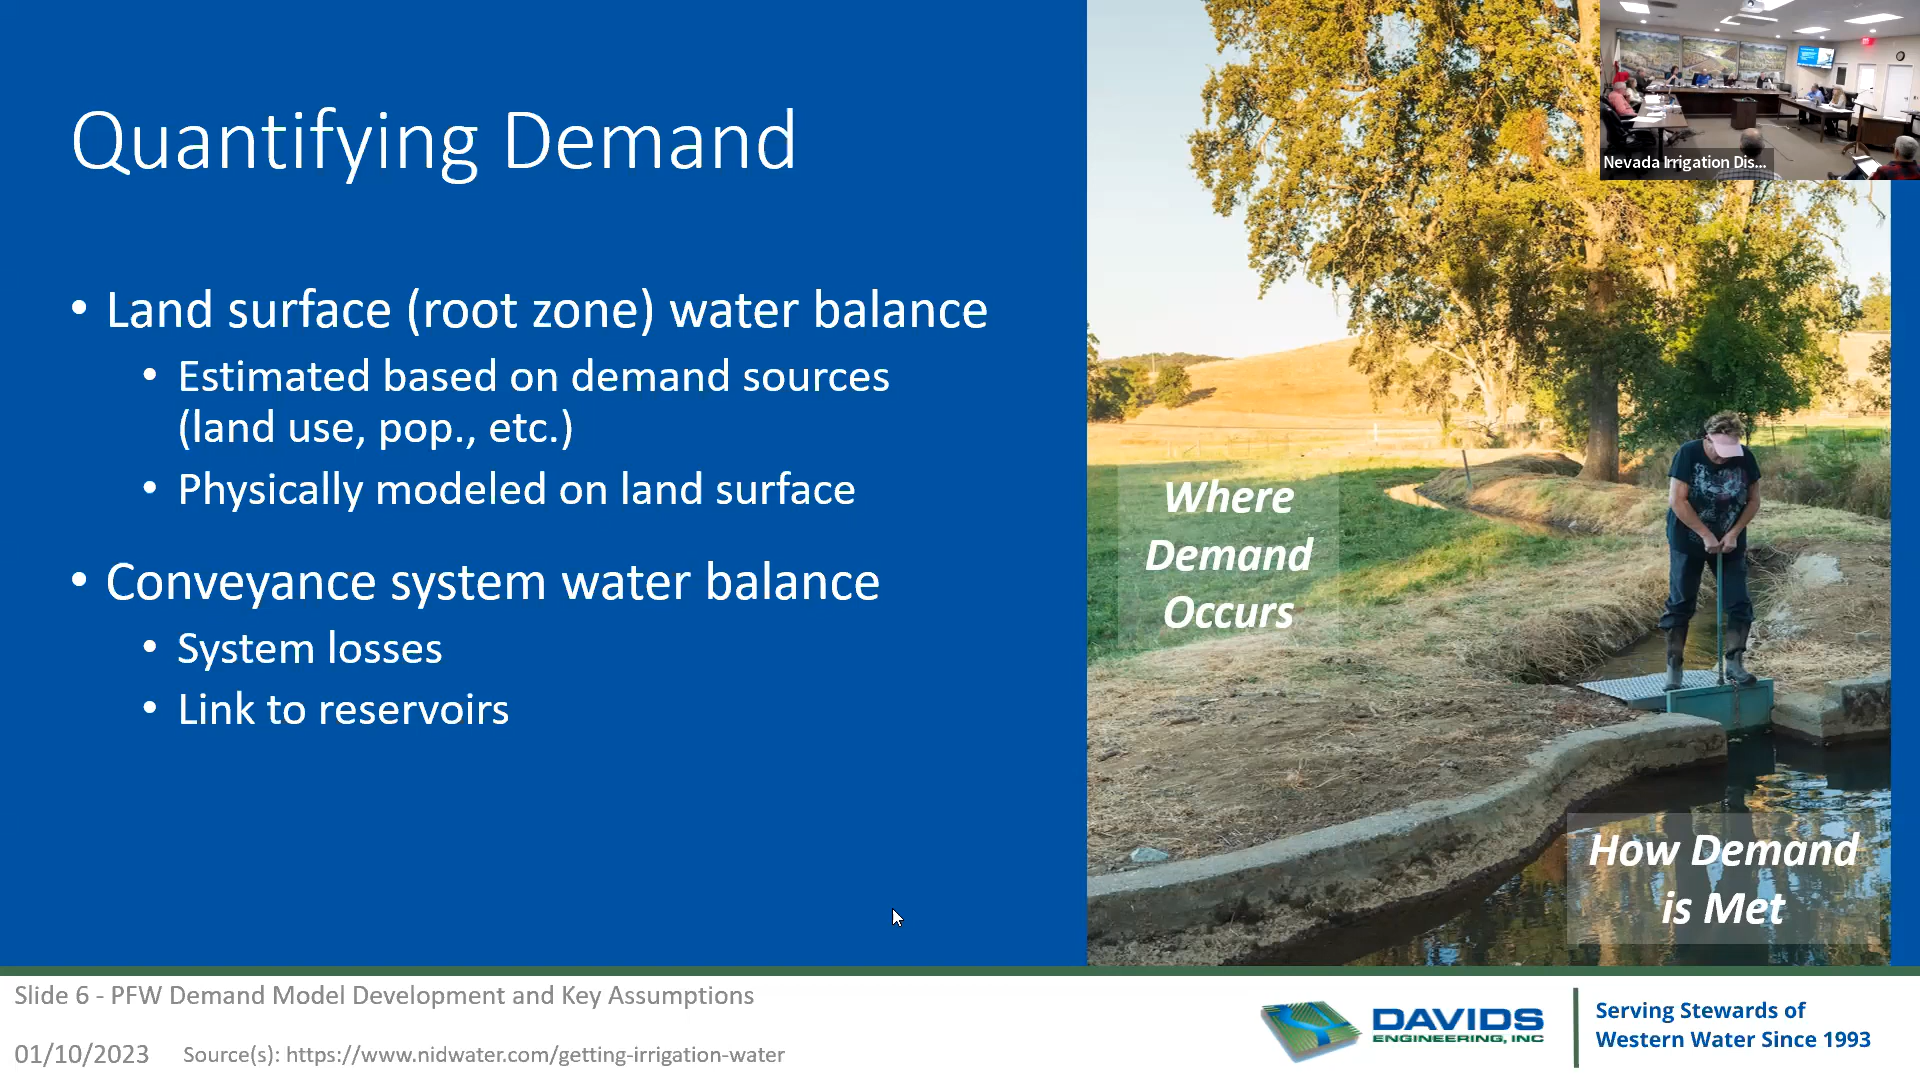 Quantifying Demand
• Land surface (root zone) water balance
• Estimated based on demand sources
(land use, pop., etc.)
• Physically modeled on land surface
• Conveyance system water balance
• System losses
• Link to reservoirs
Nevada Irrigation Dis...
Where
Demand
Occurs
How Demand
is Met
Slide 6 - PFW Demand Model Development and Key Assumptions
01/10/2023 Source(s): https://www.nidwater.com/getting-irrigation-water
DAVIDS
ENGINEERING, INC
Serving Stewards of
Western Water Since 1993